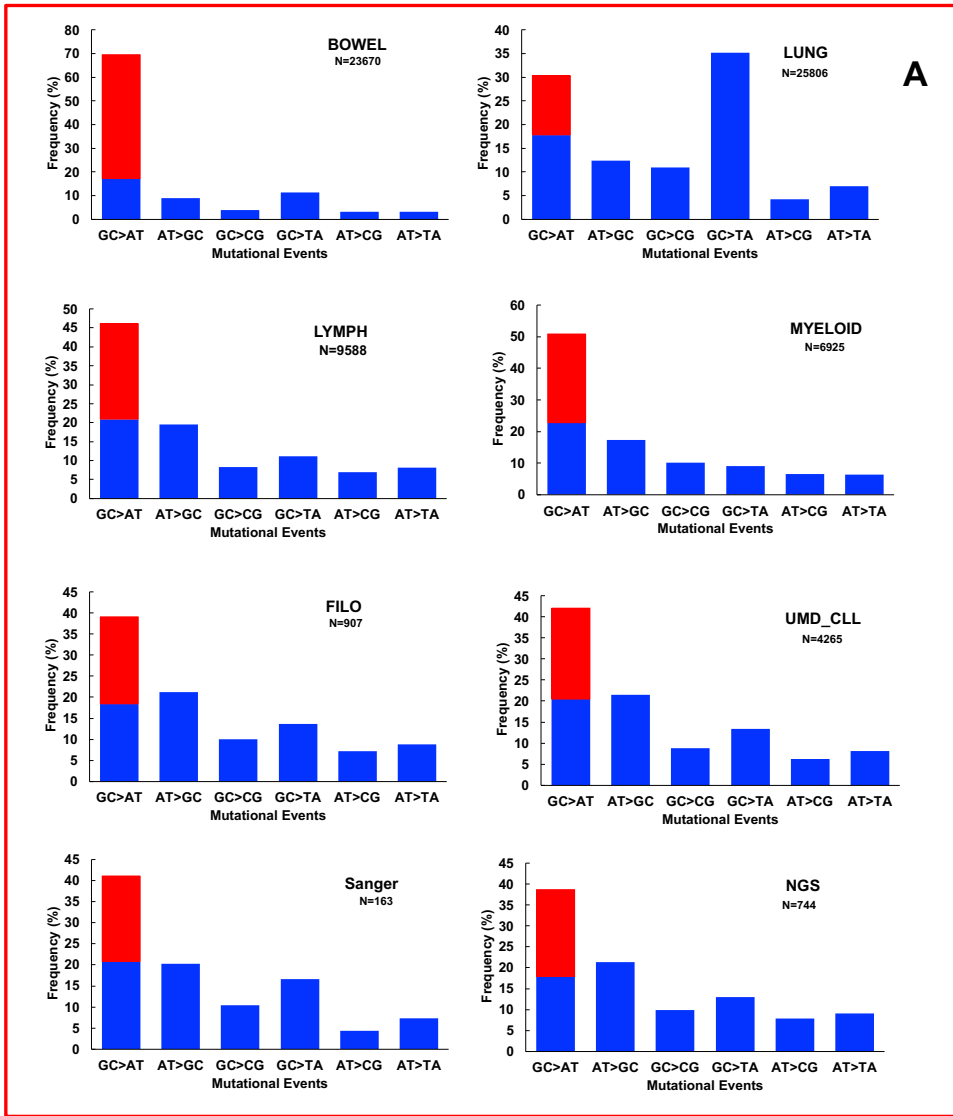 A
BOWEL
N=23670
Frequency (%)
80
70
60
50
40
30
20
10
0
GC>AT AT>GC GC>CG GC>TA AT>CG AT>TA
Mutational Events
LUNG
N=25806
Frequency (%)
40
35
30
25
20
15
10
5
0
GC>AT AT>GC GC>CG GC>TA AT>CG AT>TA
Mutational Events
LYMPH
N=9588
Frequency (%)
50
45
40
35
30
25
20
15
10
5
0
GC>AT AT>GC GC>CG GC>TA AT>CG AT>TA
Mutational Events
MYELOID
N=6925
Frequency (%)
60
50
40
30
20
10
0
GC>AT AT>GC GC>CG GC>TA AT>CG AT>TA
Mutational Events
FILO
N=907
Frequency (%)
45
40
35
30
25
20
15
10
5
0
GC>AT AT>GC GC>CG GC>TA AT>CG AT>TA
Mutational Events
UMD_CLL
N=4265
Frequency (%)
45
40
35
30
25
20
15
10
5
0
GC>AT AT>GC GC>CG GC>TA AT>CG AT>TA
Mutational Events
Sanger
N=163
Frequency (%)
45
40
35
30
25
20
15
10
5
0
GC>AT AT>GC GC>CG GC>TA AT>CG AT>TA
Mutational Events
NGS
N=744
Frequency (%)
45
40
35
30
25
20
15
10
5
0
GC>AT AT>GC GC>CG GC>TA AT>CG AT>TA
Mutational Events